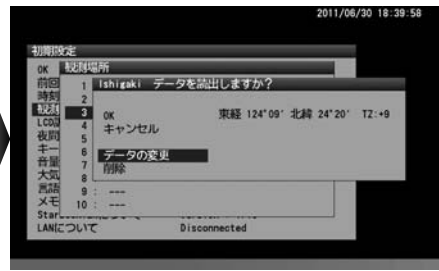 2011/06/30 18:39:58
初期設定
OK 観測場所
前回 1 Ishigaki データを読出しますか?
時刻 2
観測 3 OK 東経 124°09′ 北緯 24°20′ TZ:+9
LCD 4 キャンセル
夜間 5
キー 6 データの変更
音量 7 削除
大気 8
言語 9 : ---
メモ 10 : ---
LANについて Disconnected